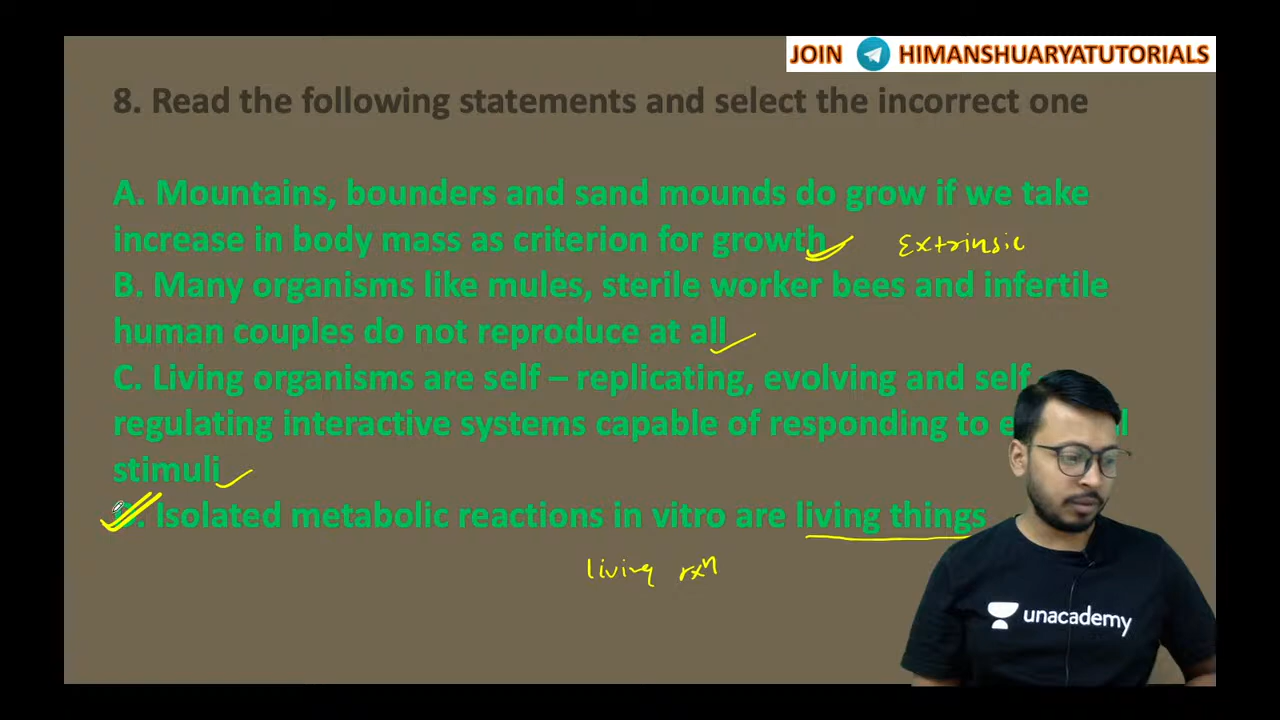 JOIN HIMANSHUARYATUTORIALS
8. Read the following statements and select the incorrect one
A. Mountains, bounders and sand mounds do grow if we take
increase in body mass as criterion for growth
Extrinsic
B. Many organisms like mules, sterile worker bees and infertile
human couples do not reproduce at all
C. Living organisms are self – replicating, evolving and self
regulating interactive systems capable of responding to
stimuli
D. Isolated metabolic reactions in vitro are living things
living rxn
unacademy